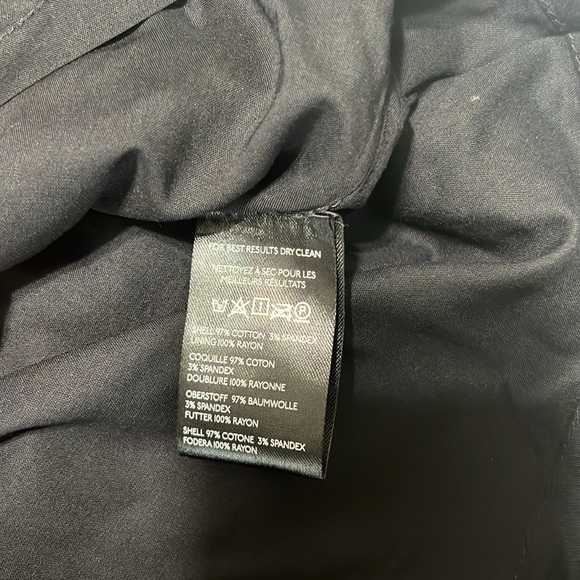 FOR BEST RESULTS DRY CLEAN
NETTOYEZ A SEC POUR LES
MEILLEURS RÉSULTATS
SHELL 97% COTTON 3% SPANDEX
LINING 100% RAYON
COQUILLE 97% COTON
3% SPANDEX
DOUBLURE 100% RAYONNE
OBERSTOFF 97% BAUMWOLLE
3% SPANDEX
FUTTER 100% RAYON
SHELL 97% COTONE 3% SPANDEX
FODERA 100% RAYON